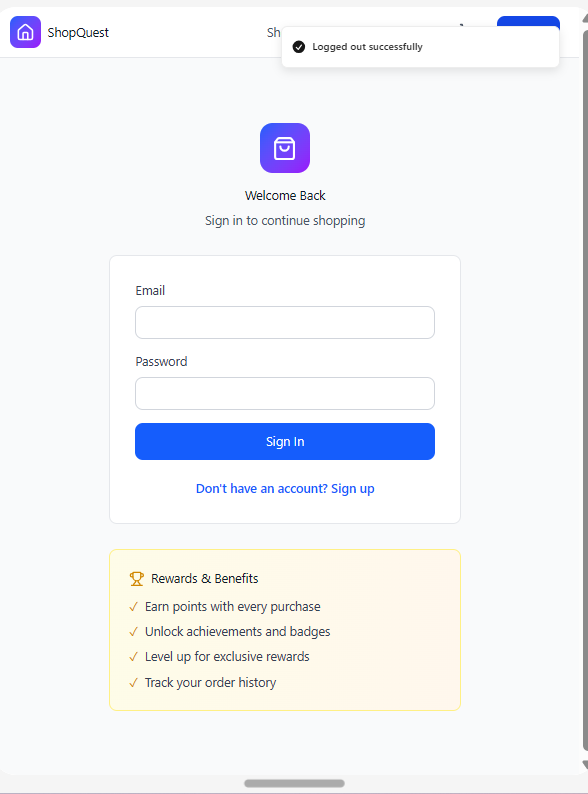 ShopQuest
Logged out successfully
Welcome Back
Sign in to continue shopping
Email
Password
Sign In
Don't have an account? Sign up
Rewards & Benefits
✓ Earn points with every purchase
✓ Unlock achievements and badges
✓ Level up for exclusive rewards
✓ Track your order history